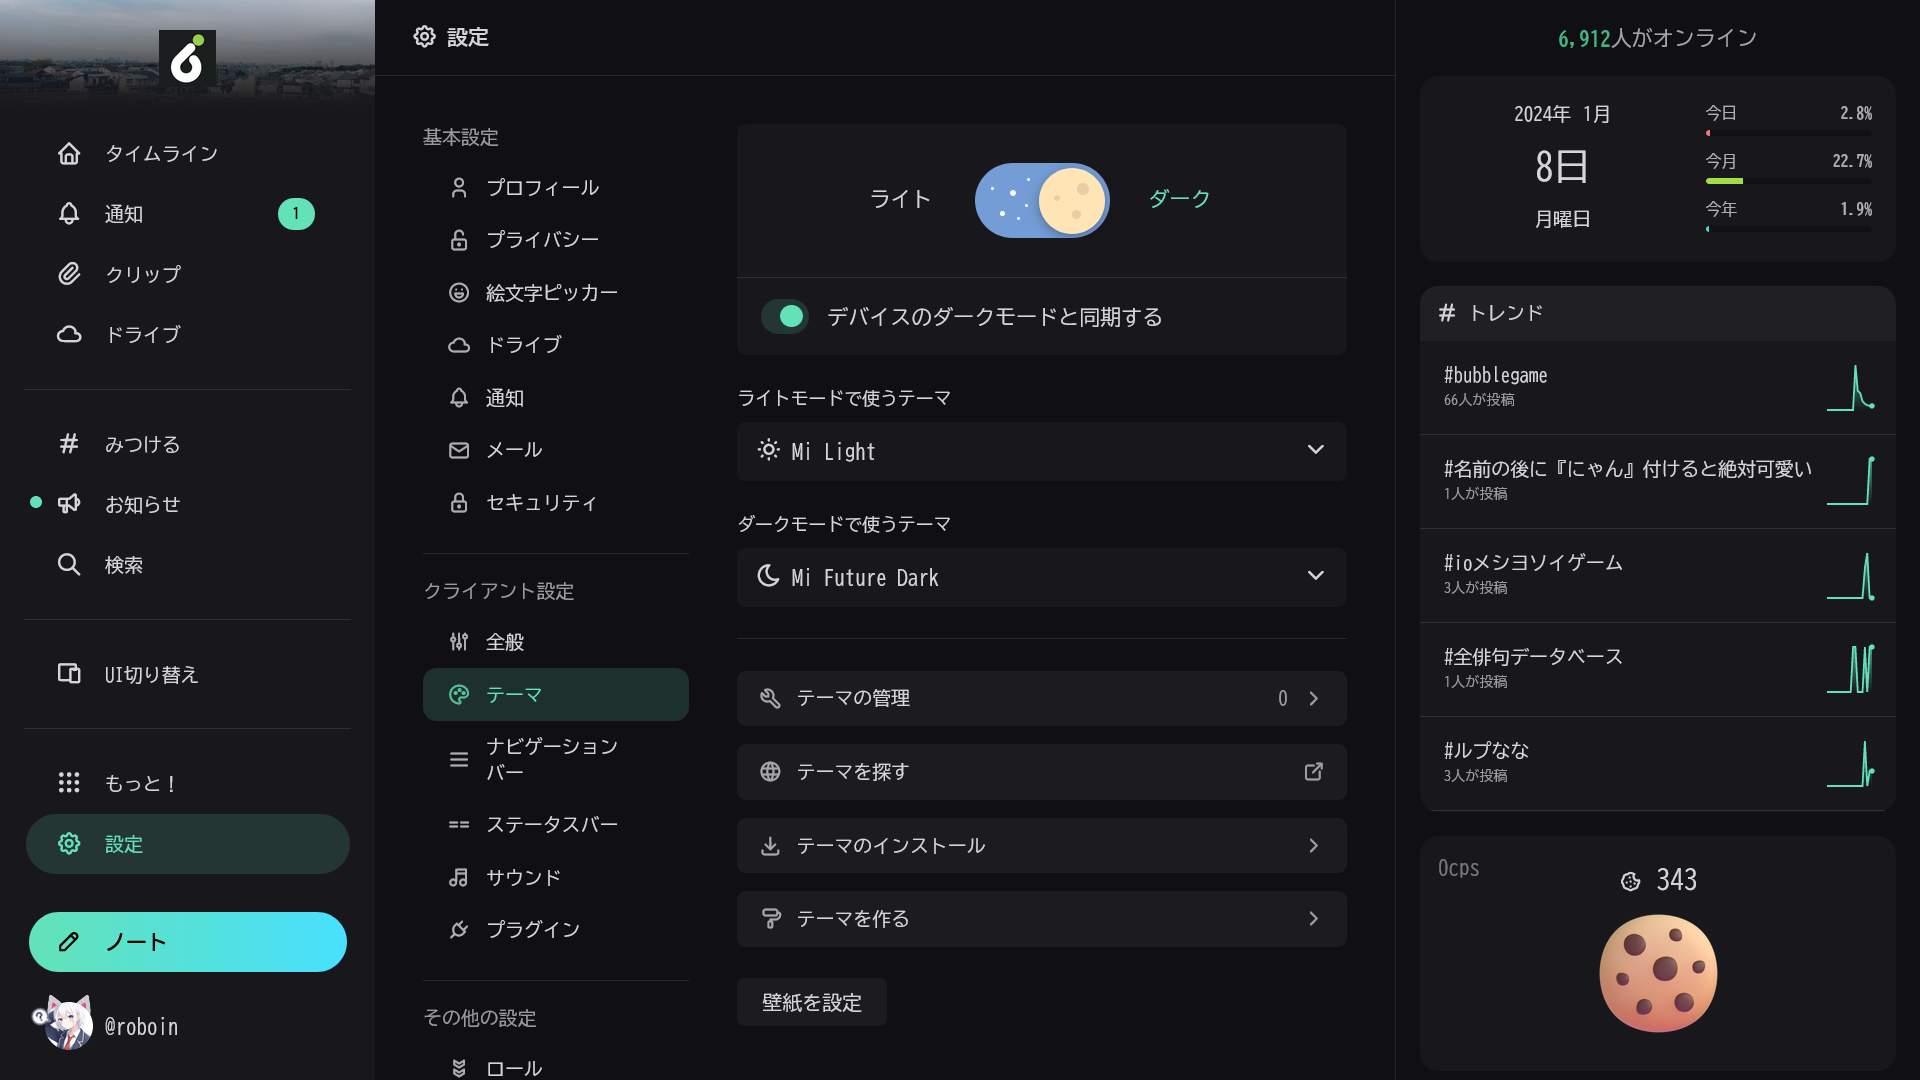 タイムライン
通知
1
クリップ
ドライブ
みつける
お知らせ
検索
UI切り替え
もっと！
設定
ノート
@roboin
設定
基本設定
プロフィール
プライバシー
絵文字ピッカー
ドライブ
通知
メール
セキュリティ
クライアント設定
全般
テーマ
ナビゲーション
バー
ステータスバー
サウンド
プラグイン
その他の設定
ロール
ライト
ダーク
デバイスのダークモードと同期する
ライトモードで使うテーマ
Mi Light
ダークモードで使うテーマ
Mi Future Dark
テーマの管理
0
テーマを探す
テーマのインストール
テーマを作る
壁紙を設定
6,912人がオンライン
2024年 1月
8日
月曜日
今日 2.8%
今月 22.7%
今年 1.9%
トレンド
#bubblegame
66人が投稿
#名前の後に『にゃん』付けると絶対可愛い
1人が投稿
#ioメシヨソイゲーム
3人が投稿
#全俳句データベース
1人が投稿
#ルプなな
3人が投稿
0cps
343